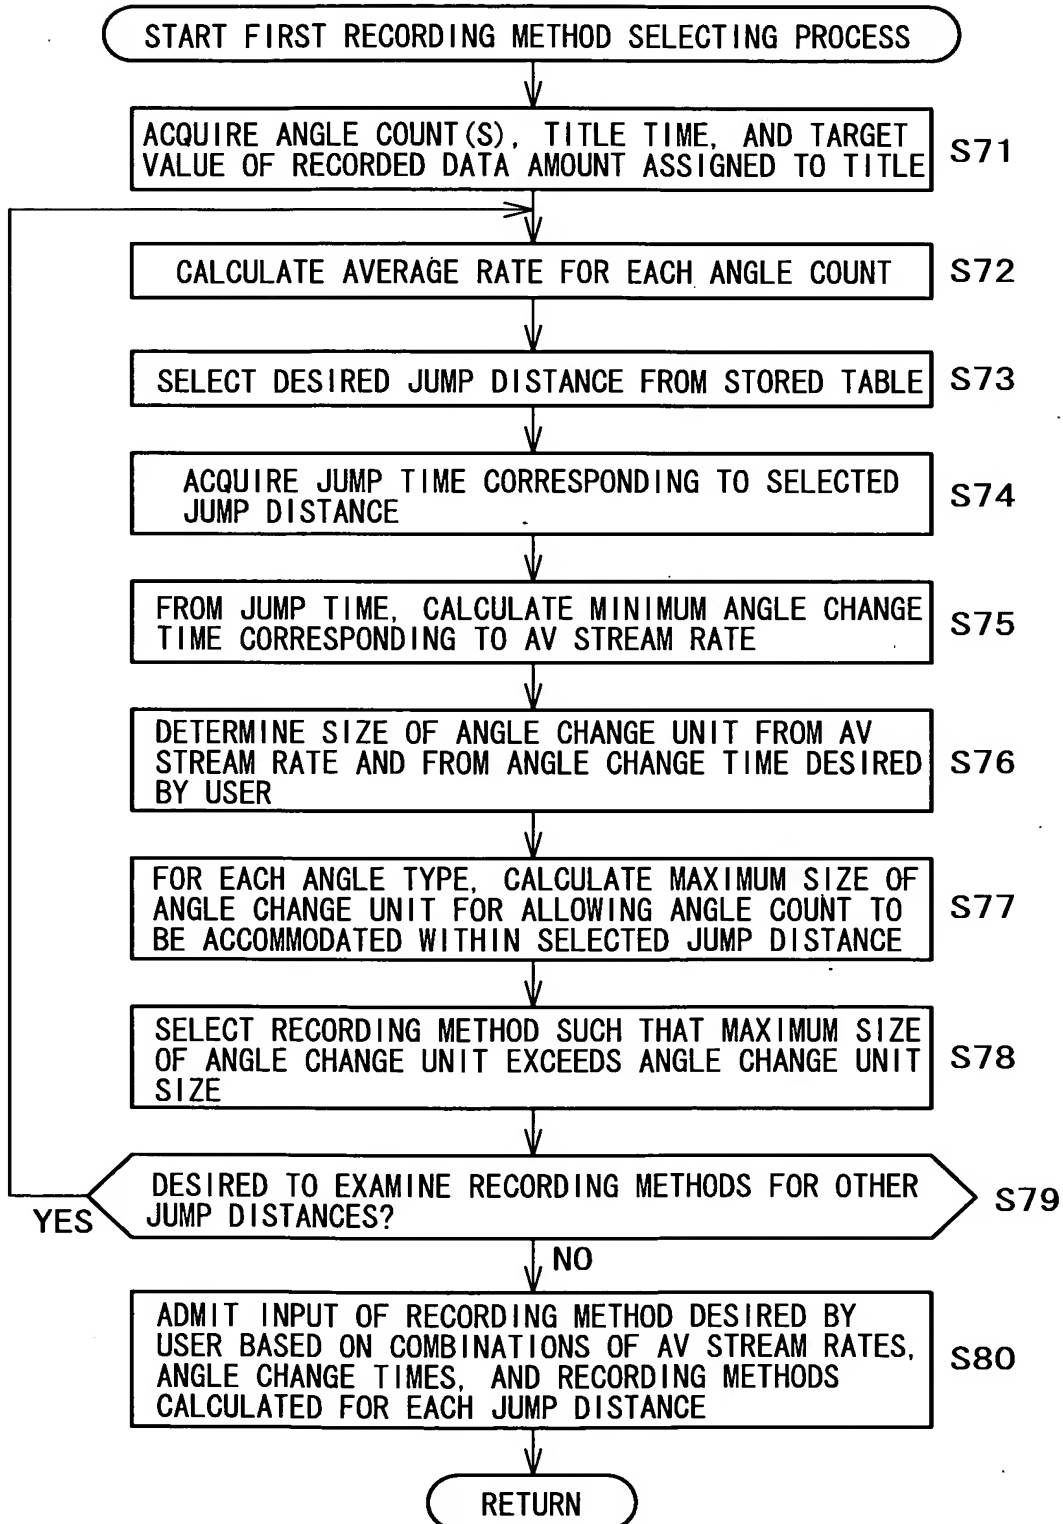 START FIRST RECORDING METHOD SELECTING PROCESS
ACQUIRE ANGLE COUNT(S), TITLE TIME, AND TARGET
VALUE OF RECORDED DATA AMOUNT ASSIGNED TO TITLE
S71
CALCULATE AVERAGE RATE FOR EACH ANGLE COUNT
S72
SELECT DESIRED JUMP DISTANCE FROM STORED TABLE
S73
ACQUIRE JUMP TIME CORRESPONDING TO SELECTED
JUMP DISTANCE
S74
FROM JUMP TIME, CALCULATE MINIMUM ANGLE CHANGE
TIME CORRESPONDING TO AV STREAM RATE
S75
DETERMINE SIZE OF ANGLE CHANGE UNIT FROM AV
STREAM RATE AND FROM ANGLE CHANGE TIME DESIRED
BY USER
S76
FOR EACH ANGLE TYPE, CALCULATE MAXIMUM SIZE OF
ANGLE CHANGE UNIT FOR ALLOWING ANGLE COUNT TO
BE ACCOMMODATED WITHIN SELECTED JUMP DISTANCE
S77
SELECT RECORDING METHOD SUCH THAT MAXIMUM SIZE
OF ANGLE CHANGE UNIT EXCEEDS ANGLE CHANGE UNIT
SIZE
S78
DESIRED TO EXAMINE RECORDING METHODS FOR OTHER
JUMP DISTANCES?
S79
YES
NO
ADMIT INPUT OF RECORDING METHOD DESIRED BY
USER BASED ON COMBINATIONS OF AV STREAM RATES,
ANGLE CHANGE TIMES, AND RECORDING METHODS
CALCULATED FOR EACH JUMP DISTANCE
S80
RETURN